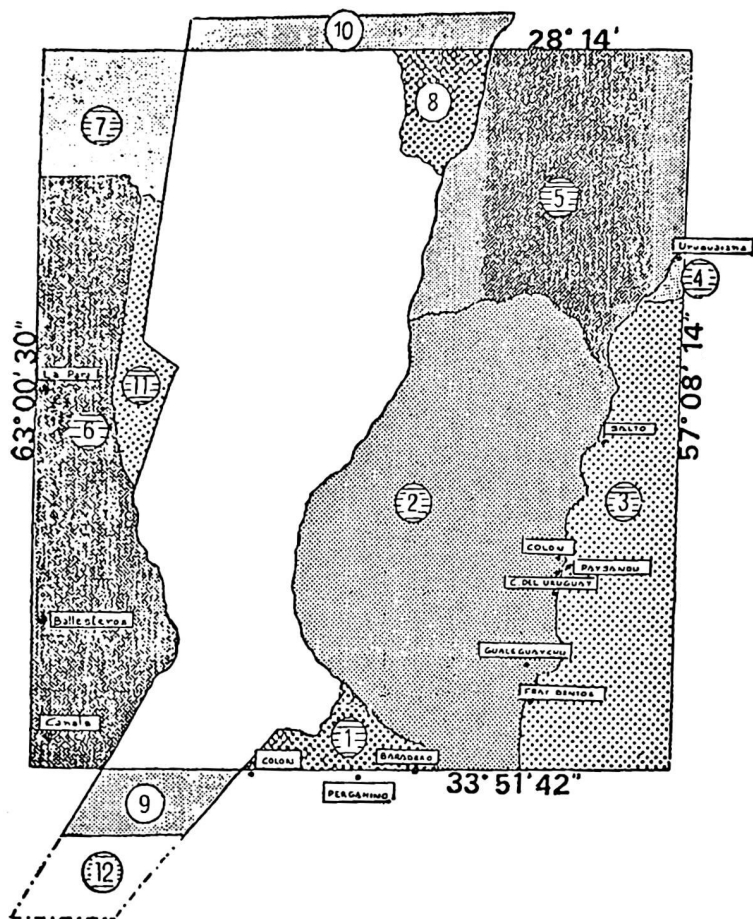 10
28° 14'
8
7
5
Uruguaiana
4
63° 00' 30"
57° 08' 14"
11
6
SALTO
2
3
COLON
PAYSANDU
C. DEL URUGUAY
Ballesteros
GUALEGUAYCHU
FRAY BENTOS
Canals
1
COLON
BARADERO
PERGAMINO
33° 51' 42"
9
12